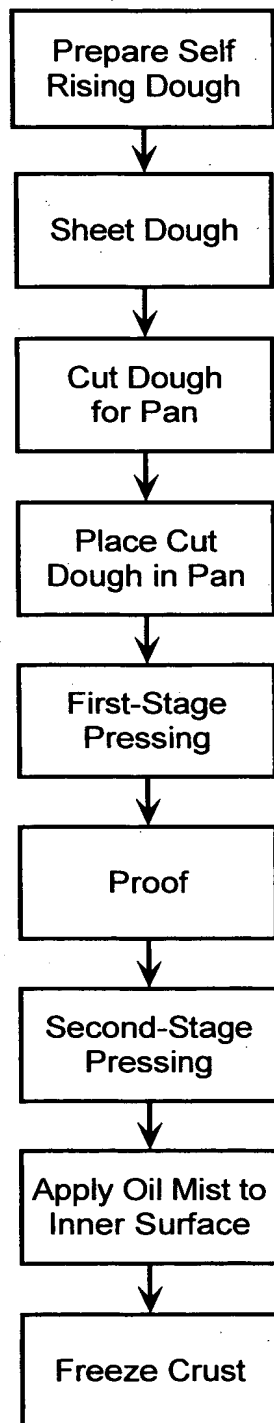 Prepare Self
Rising Dough
Sheet Dough
Cut Dough
for Pan
Place Cut
Dough in Pan
First-Stage
Pressing
Proof
Second-Stage
Pressing
Apply Oil Mist to
Inner Surface
Freeze Crust